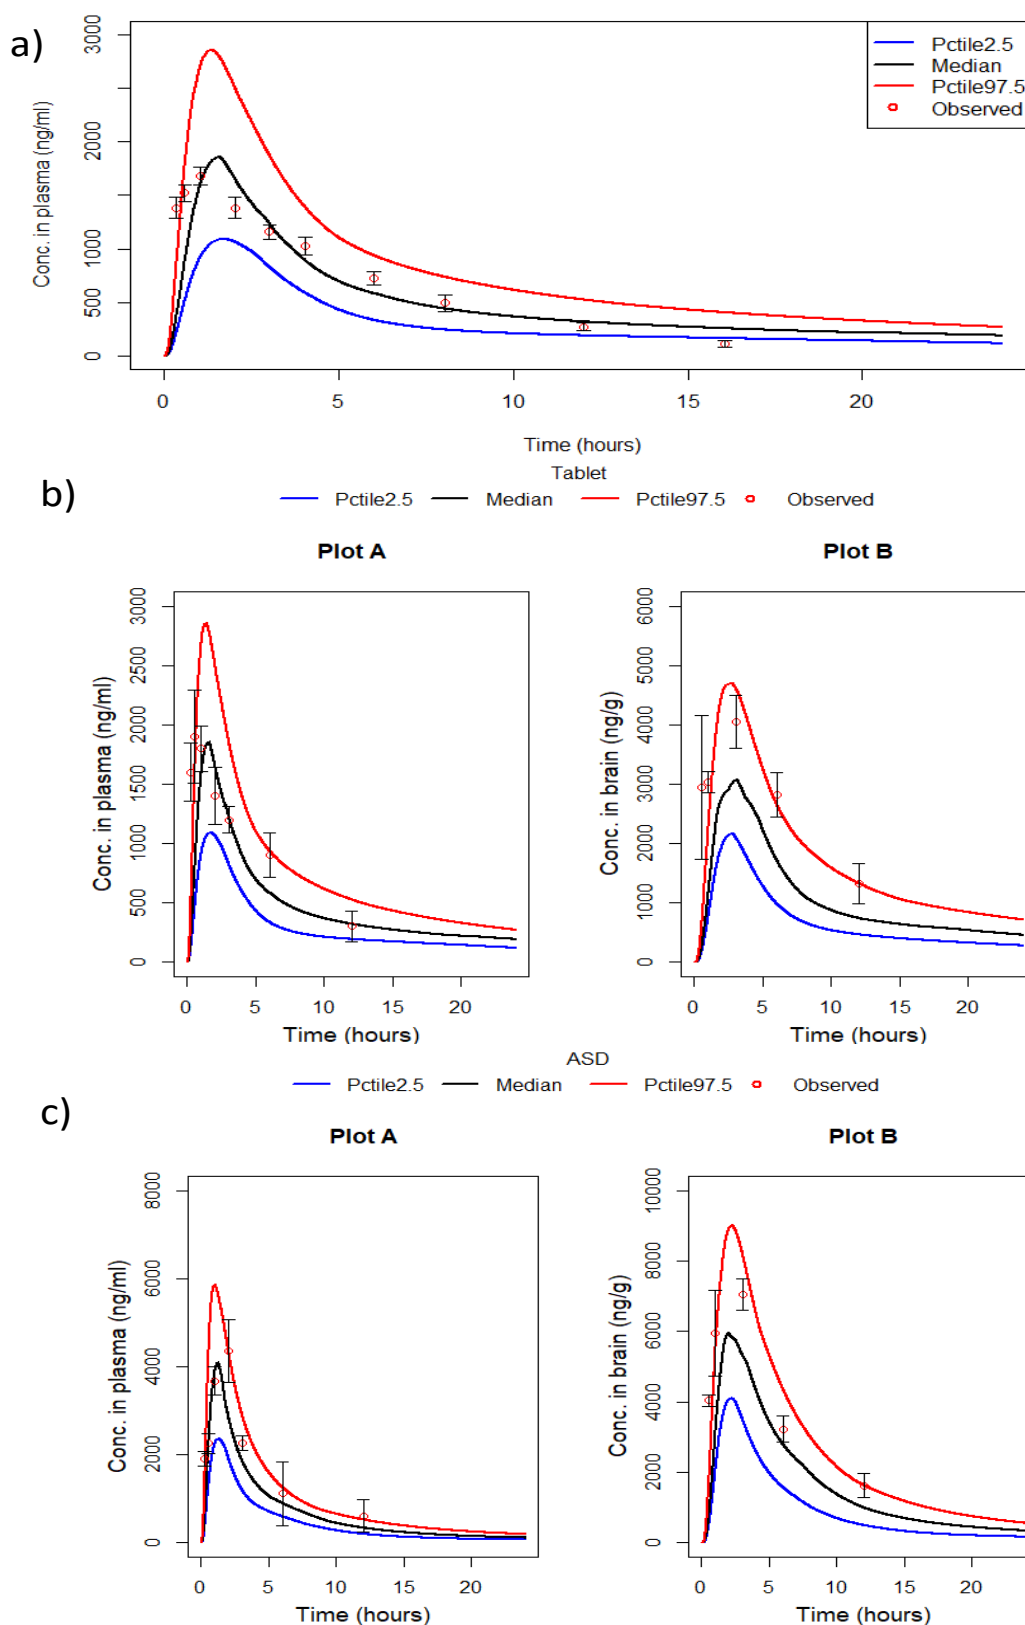 a)
Conc. in plasma (ng/ml)
3000
2000
1000
500
0
Pctile2.5
Median
Pctile97.5
Observed
0 5 10 15 20
Time (hours)
Tablet
b)
Pctile2.5 Median Pctile97.5 Observed
Plot A
Conc. in plasma (ng/ml)
3000
2500
2000
1500
1000
500
0
0 5 10 15 20
Time (hours)
Plot B
Conc. in brain (ng/g)
6000
5000
4000
3000
2000
1000
0
0 5 10 15 20
Time (hours)
ASD
Pctile2.5 Median Pctile97.5 Observed
c)
Plot A
Conc. in plasma (ng/ml)
8000
6000
4000
2000
0
0 5 10 15 20
Time (hours)
Plot B
Conc. in brain (ng/g)
10000
8000
6000
4000
2000
0
0 5 10 15 20
Time (hours)